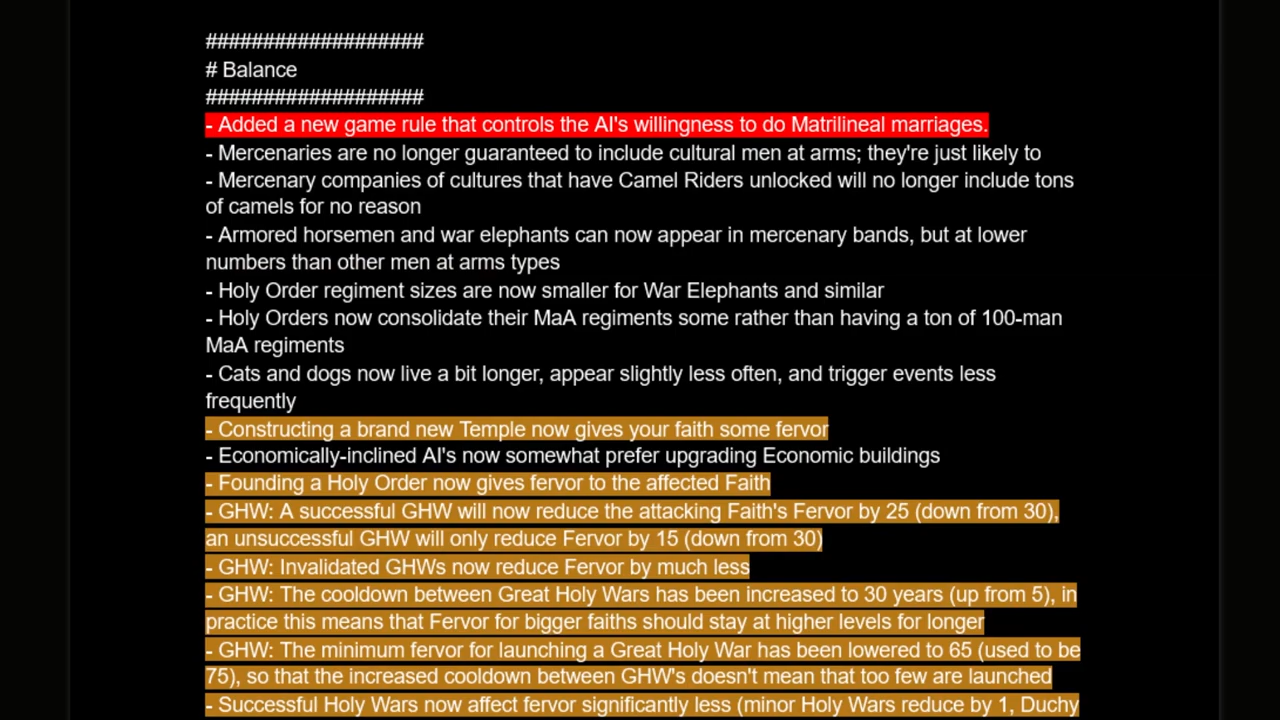 ###################
# Balance
###################
- Added a new game rule that controls the AI's willingness to do Matrilineal marriages.
- Mercenaries are no longer guaranteed to include cultural men at arms; they're just likely to
- Mercenary companies of cultures that have Camel Riders unlocked will no longer include tons
of camels for no reason
- Armored horsemen and war elephants can now appear in mercenary bands, but at lower
numbers than other men at arms types
- Holy Order regiment sizes are now smaller for War Elephants and similar
- Holy Orders now consolidate their MaA regiments some rather than having a ton of 100-man
MaA regiments
- Cats and dogs now live a bit longer, appear slightly less often, and trigger events less
frequently
- Constructing a brand new Temple now gives your faith some fervor
- Economically-inclined AI's now somewhat prefer upgrading Economic buildings
- Founding a Holy Order now gives fervor to the affected Faith
- GHW: A successful GHW will now reduce the attacking Faith's Fervor by 25 (down from 30),
an unsuccessful GHW will only reduce Fervor by 15 (down from 30)
- GHW: Invalidated GHWs now reduce Fervor by much less
- GHW: The cooldown between Great Holy Wars has been increased to 30 years (up from 5), in
practice this means that Fervor for bigger faiths should stay at higher levels for longer
- GHW: The minimum fervor for launching a Great Holy War has been lowered to 65 (used to be
75), so that the increased cooldown between GHW's doesn't mean that too few are launched
- Successful Holy Wars now affect fervor significantly less (minor Holy Wars reduce by 1, Duchy